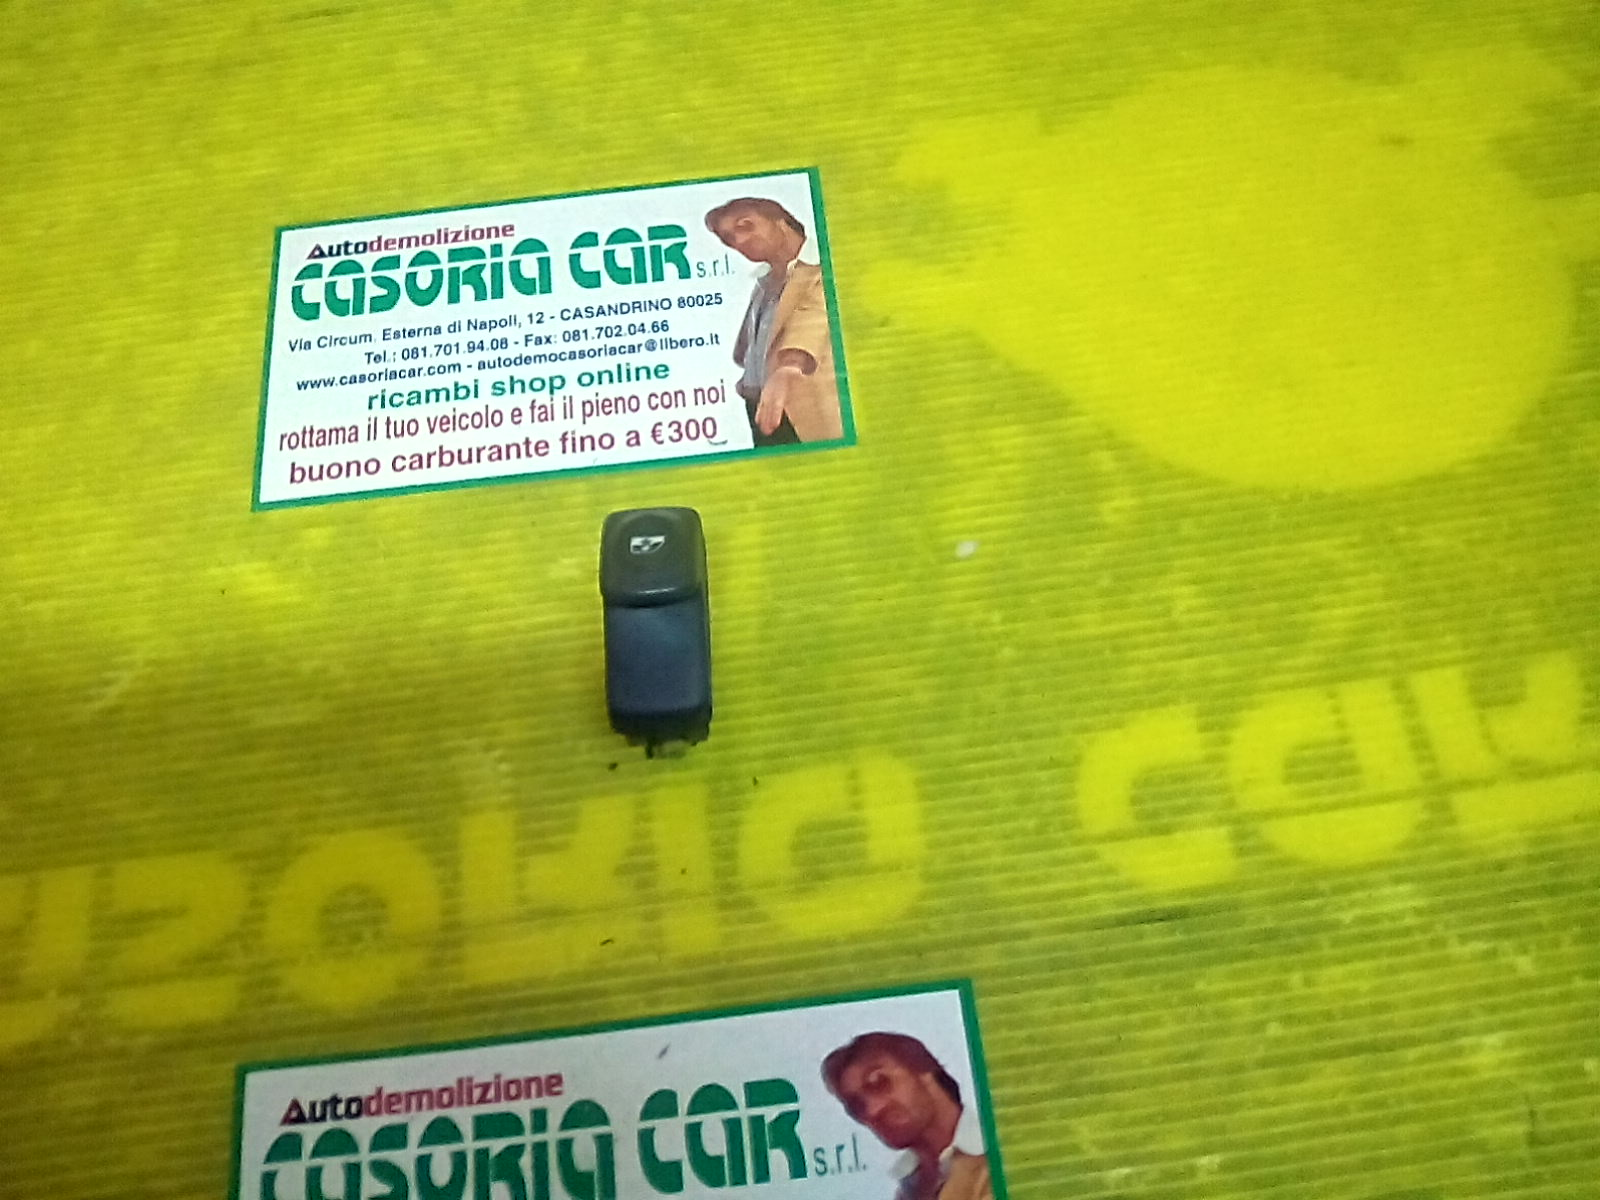 Autodemolizione
CASORIA CAR s.r.l.
Via Circum. Esterna di Napoli, 12 - CASANDRINO 80025
Tel.: 081.701.94.08 - Fax: 081.702.04.66
www.casoriacar.com - autodemocasoriacar@libero.it
ricambi shop online
rottama il tuo veicolo e fai il pieno con noi
buono carburante fino a €300
Autodemolizione
CASORIA CAR s.r.l.